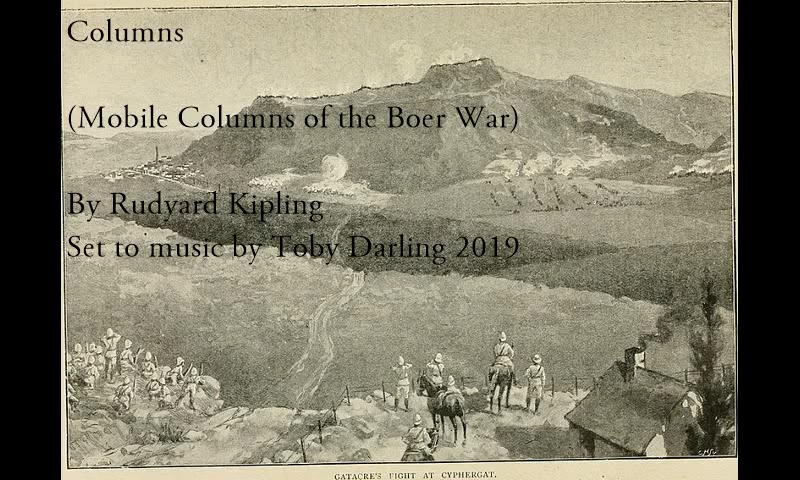 Columns
(Mobile Columns of the Boer War)
By Rudyard Kipling
Set to music by Toby Darling 2019
GATACRE'S FIGHT AT CYPHERGAT.